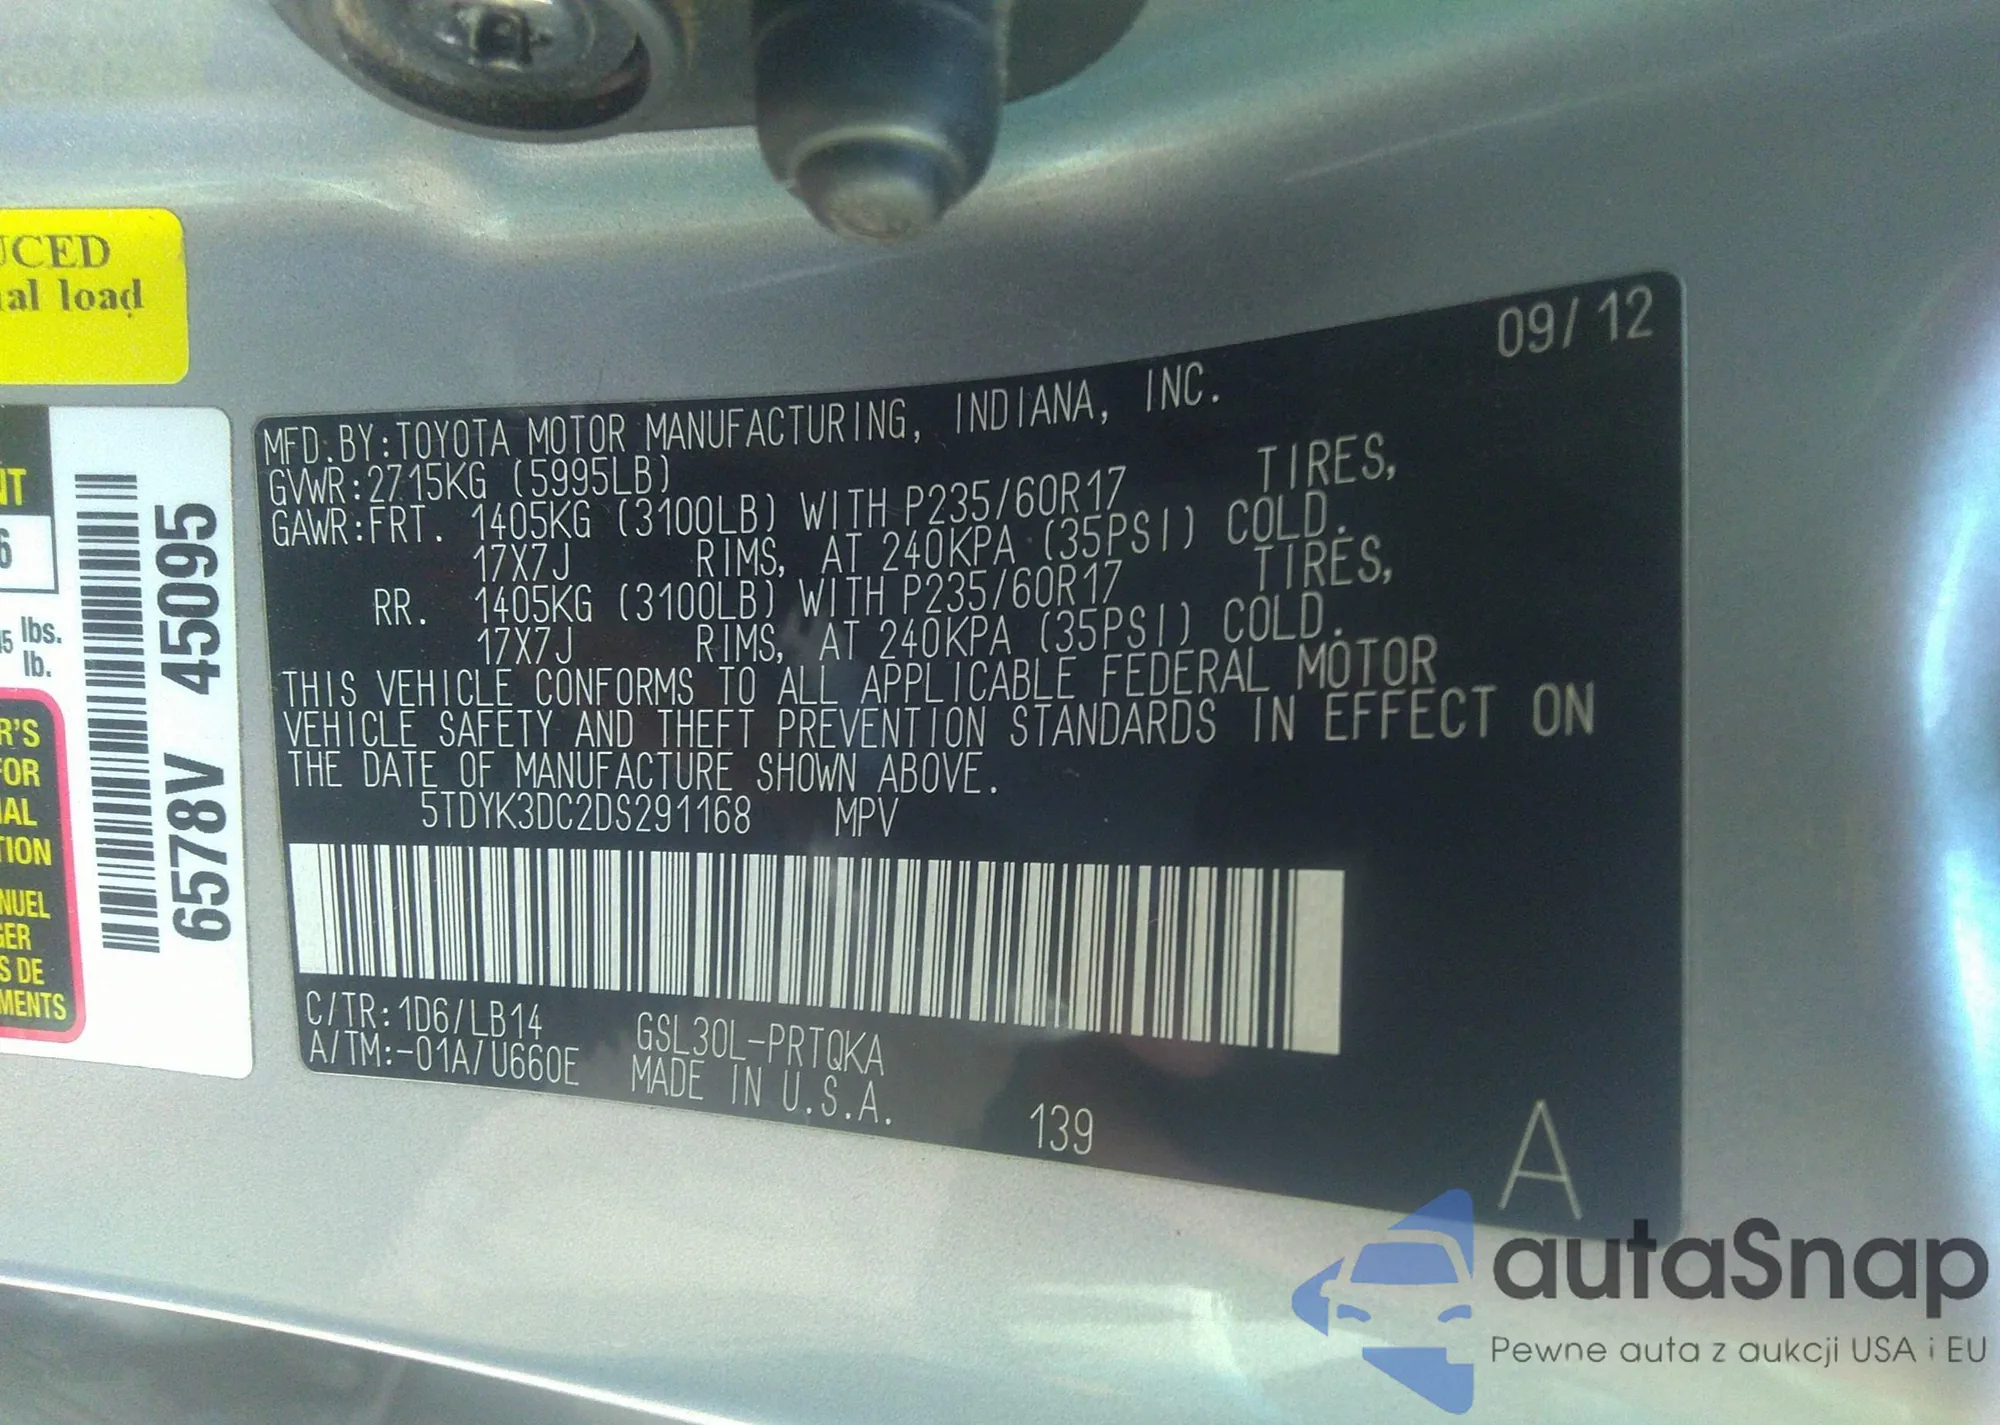 UCED
al load
NT
6
lbs.
lb.
R'S
FOR
IAL
TION
NUEL
GER
S DE
MENTS
6578V 45095
09/12
MFD.BY:TOYOTA MOTOR MANUFACTURING, INDIANA, INC.
GVWR:2715KG (5995LB)
GAWR:FRT. 1405KG (3100LB) WITH P235/60R17 TIRES,
17X7J RIMS, AT 240KPA (35PSI) COLD.
RR. 1405KG (3100LB) WITH P235/60R17 TIRES,
17X7J RIMS, AT 240KPA (35PSI) COLD.
THIS VEHICLE CONFORMS TO ALL APPLICABLE FEDERAL MOTOR
VEHICLE SAFETY AND THEFT PREVENTION STANDARDS IN EFFECT ON
THE DATE OF MANUFACTURE SHOWN ABOVE.
5TDYK3DC2DS291168 MPV
C/TR:1D6/LB14 GSL30L-PRTQKA
A/TM:-01A/U660E MADE IN U.S.A.
139
A
autaSnap
Pewne auta z aukcji USA i EU